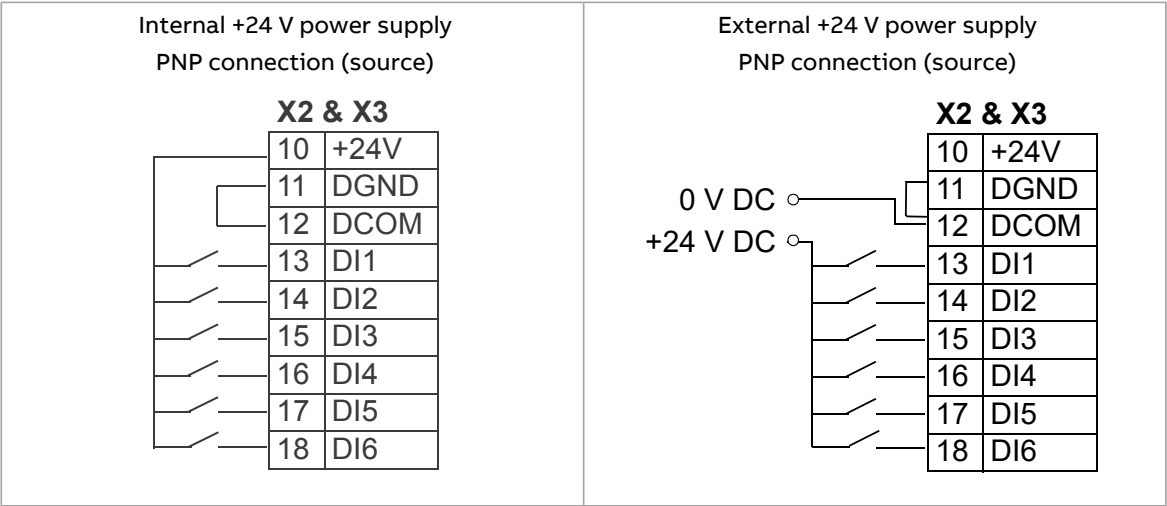 Internal +24 V power supply
PNP connection (source)
X2 & X3
10 +24V
11 DGND
12 DCOM
13 DI1
14 DI2
15 DI3
16 DI4
17 DI5
18 DI6
External +24 V power supply
PNP connection (source)
X2 & X3
0 V DC
+24 V DC
10 +24V
11 DGND
12 DCOM
13 DI1
14 DI2
15 DI3
16 DI4
17 DI5
18 DI6